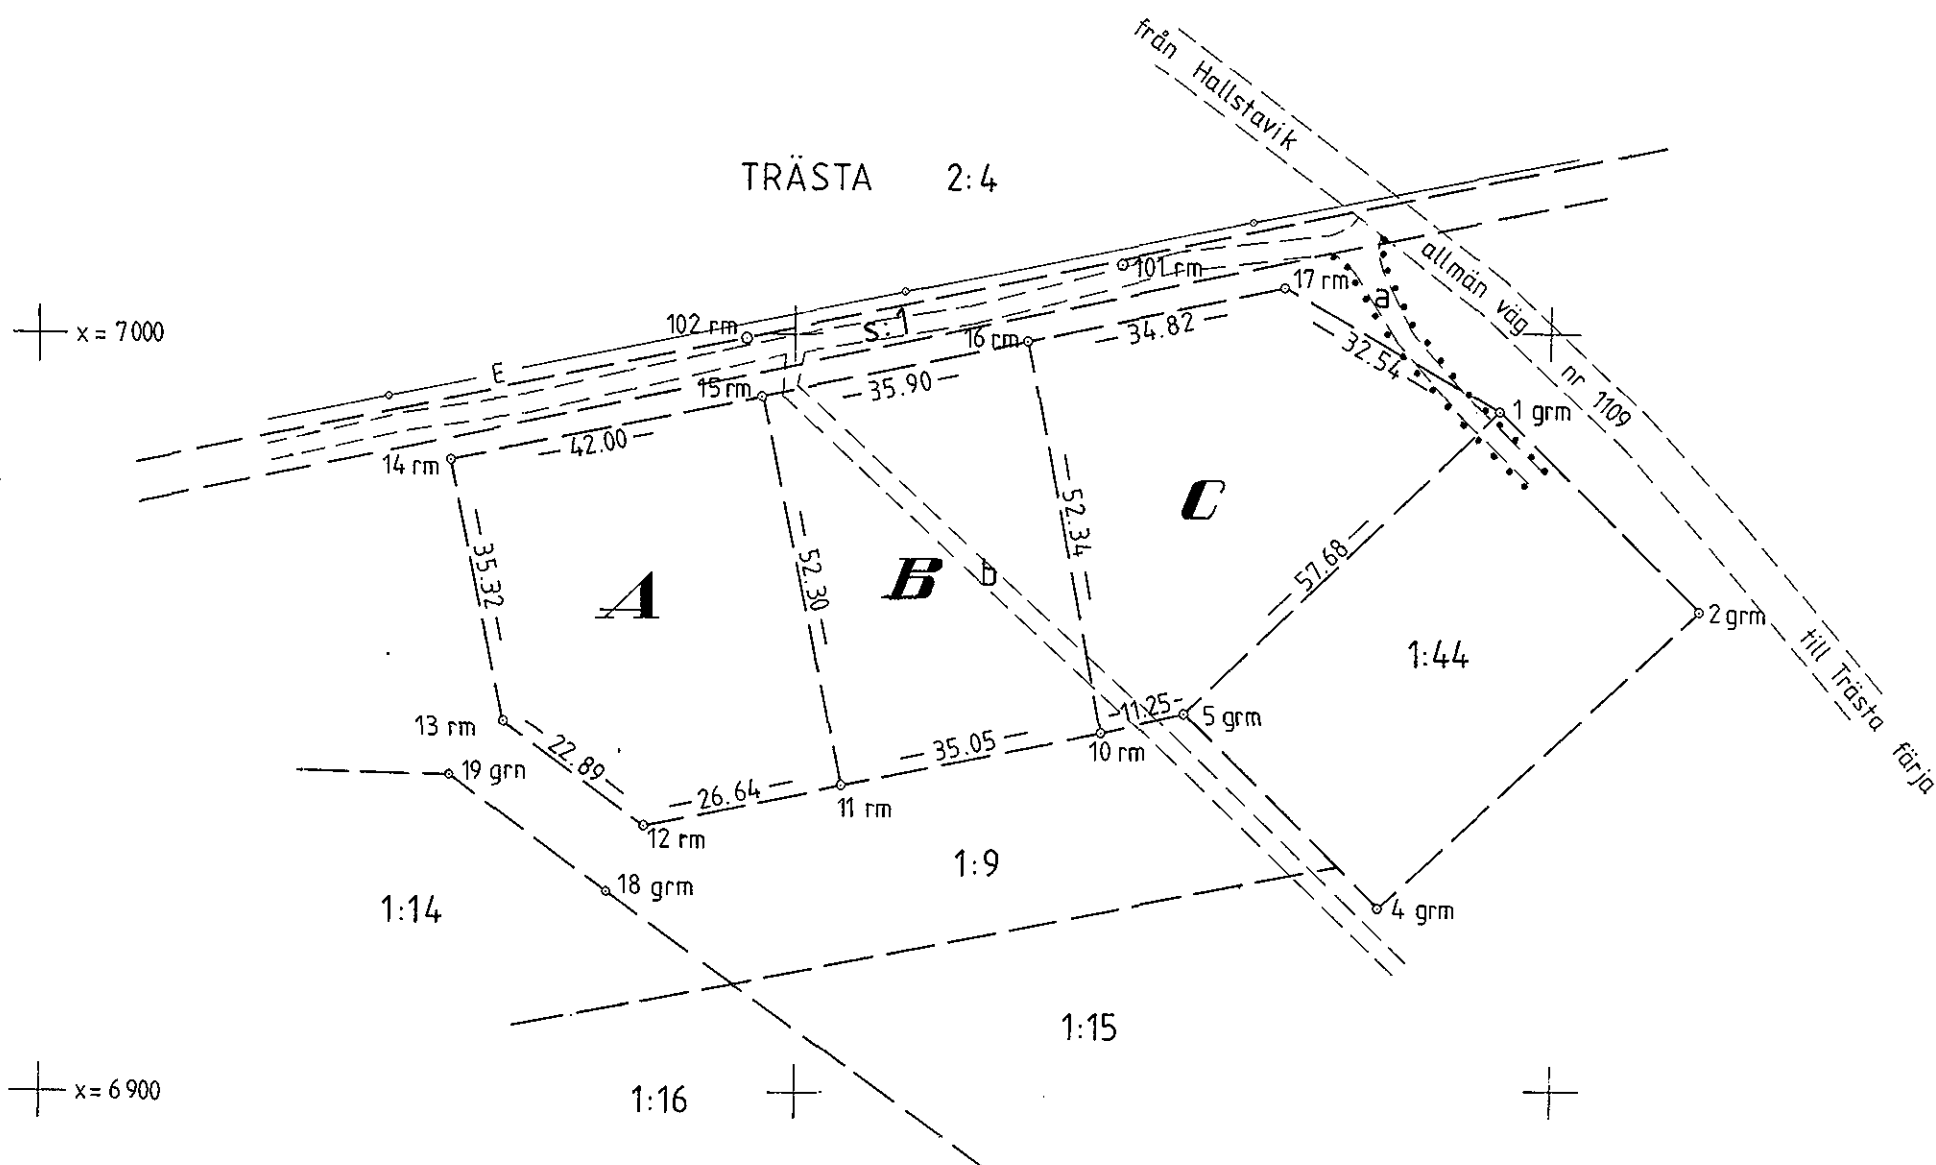 från Hallstavik
TRÄSTA 2:4
allmän väg nr 1109
till Trästa färja
x = 7000
E
102 rm
s:1
101 rm
17 rm
a
16 rm
34.82
32.54
15 rm
35.90
1 grm
14 rm
42.00
35.32
52.30
52.34
57.68
A
B
b
C
2 grm
1:44
13 rm
22.89
19 grn
26.64
35.05
11.25
5 grm
10 rm
11 rm
12 rm
1:9
18 grm
1:14
4 grm
1:15
x = 6900
1:16